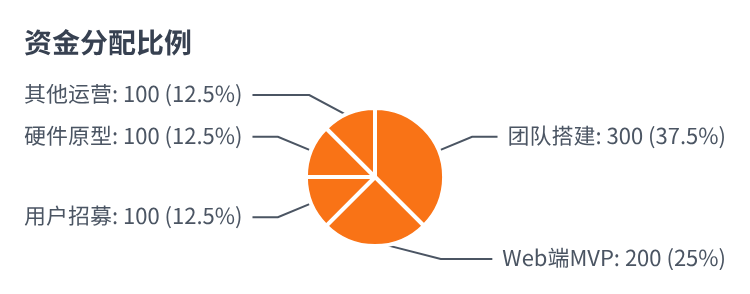 资金分配比例
其他运营: 100 (12.5%)
硬件原型: 100 (12.5%)
团队搭建: 300 (37.5%)
用户招募: 100 (12.5%)
Web端MVP: 200 (25%)